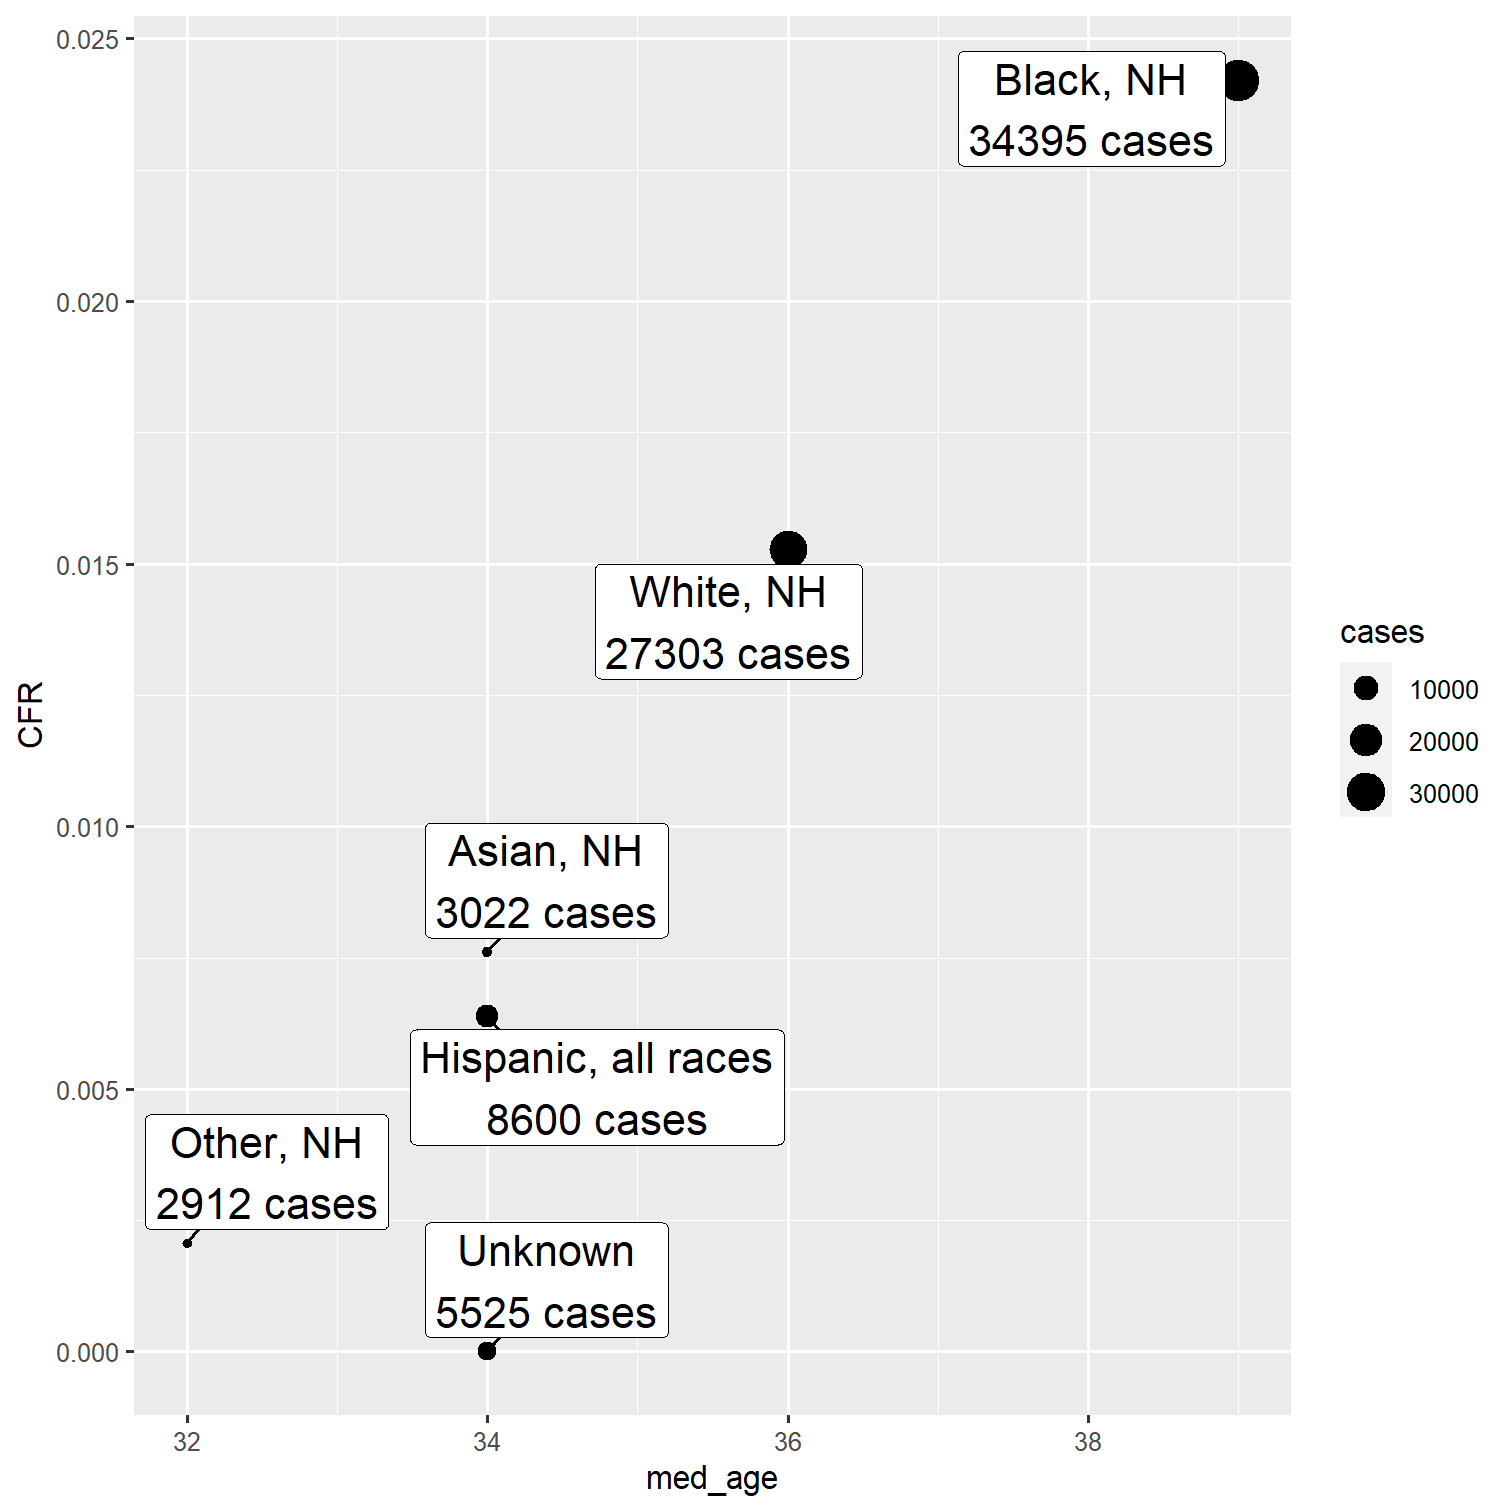 0.025
0.020
0.015
0.010
0.005
0.000
CFR
Black, NH
34395 cases
White, NH
27303 cases
Asian, NH
3022 cases
Hispanic, all races
8600 cases
Other, NH
2912 cases
Unknown
5525 cases
32 34 36 38
med_age
cases
10000
20000
30000